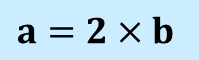 a = 2 × b